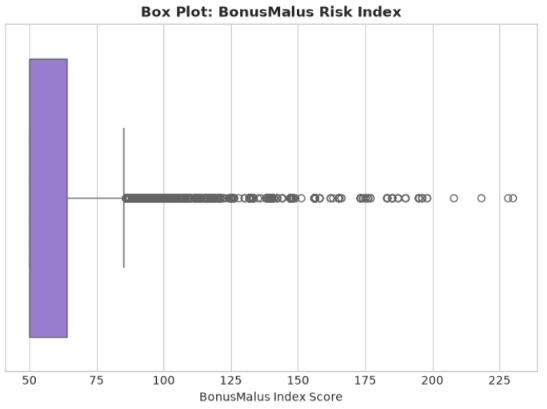 Box Plot: BonusMalus Risk Index
50 75 100 125 150 175 200 225
BonusMalus Index Score